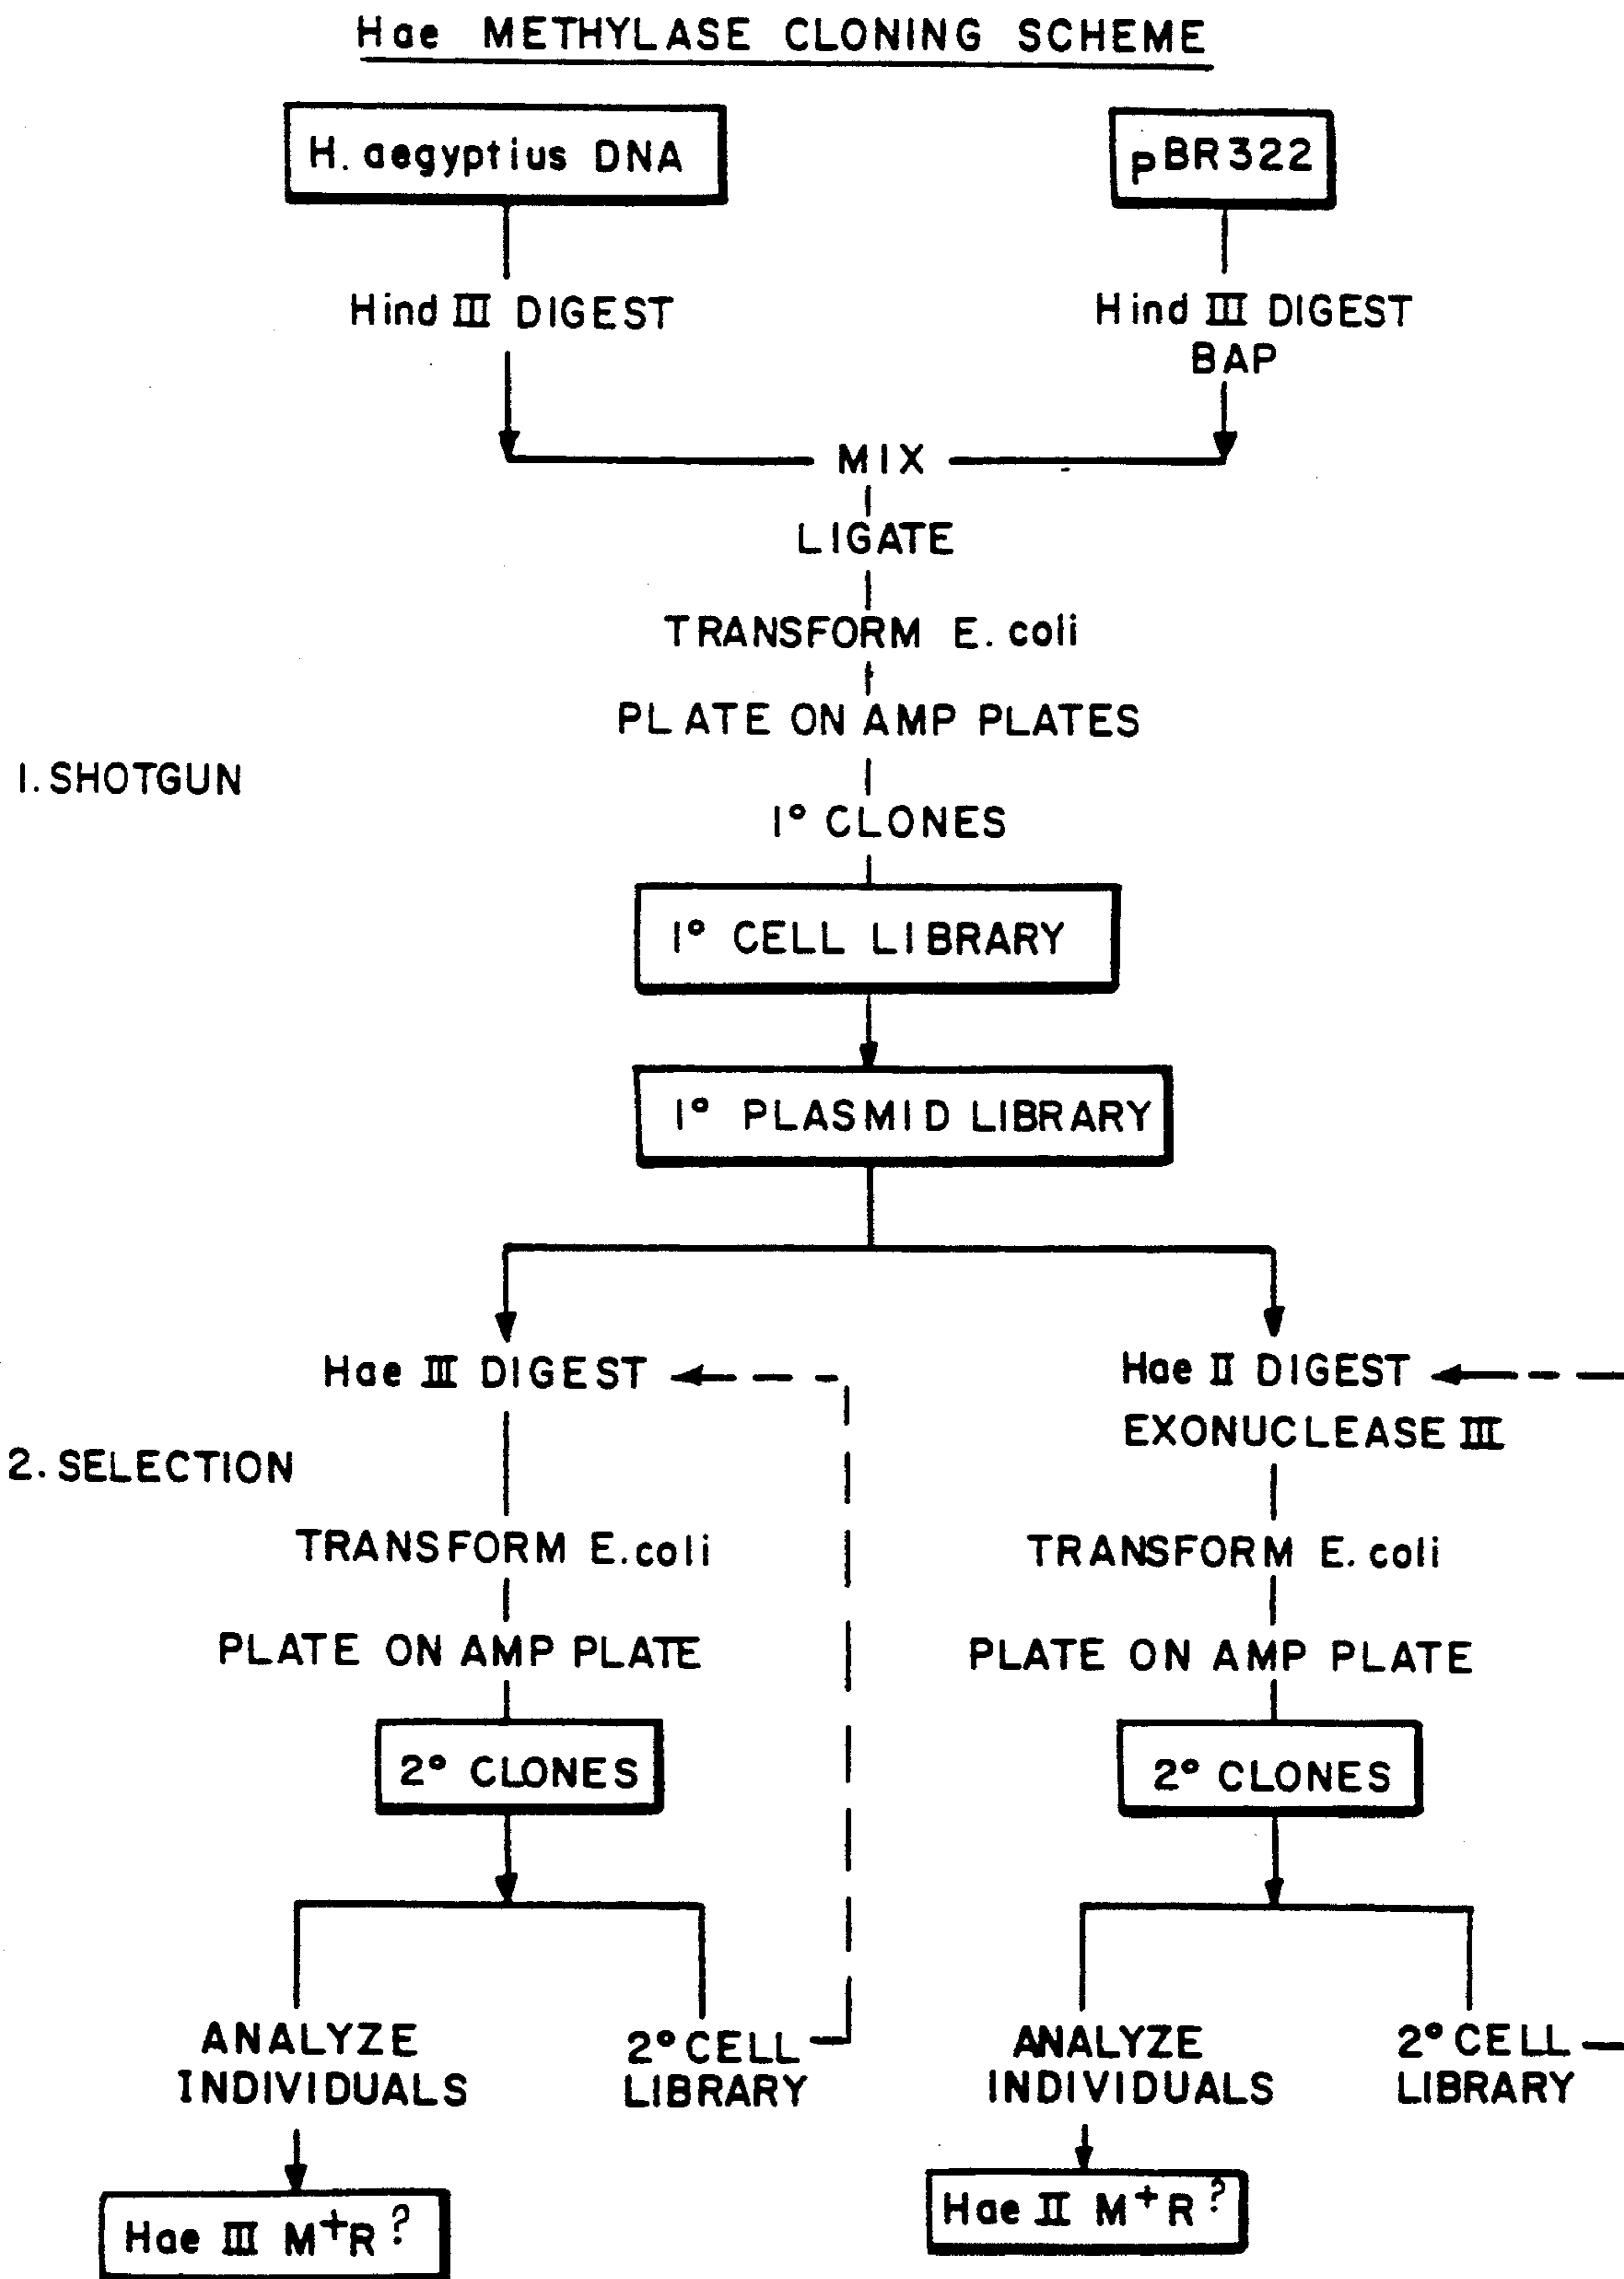 Hae METHYLASE CLONING SCHEME
H. aegyptius DNA
pBR322
Hind III DIGEST
Hind III DIGEST
BAP
MIX
LIGATE
TRANSFORM E. coli
PLATE ON AMP PLATES
1. SHOTGUN
1° CLONES
1° CELL LIBRARY
1° PLASMID LIBRARY
Hae III DIGEST
Hae II DIGEST
EXONUCLEASE III
2. SELECTION
TRANSFORM E. coli
TRANSFORM E. coli
PLATE ON AMP PLATE
PLATE ON AMP PLATE
2° CLONES
2° CLONES
ANALYZE
INDIVIDUALS
2° CELL
LIBRARY
ANALYZE
INDIVIDUALS
2° CELL
LIBRARY
Hae III M+R?
Hae II M+R?